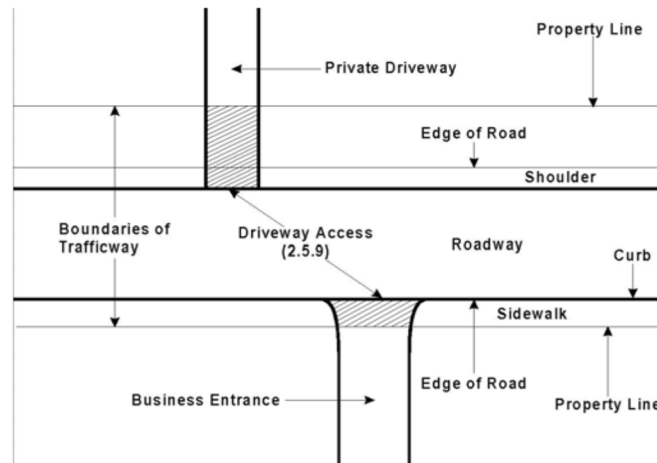 Property Line
Private Driveway
Edge of Road
Shoulder
Boundaries of
Trafficway
Driveway Access
(2.5.9)
Roadway
Curb
Sidewalk
Edge of Road
Business Entrance
Property Line